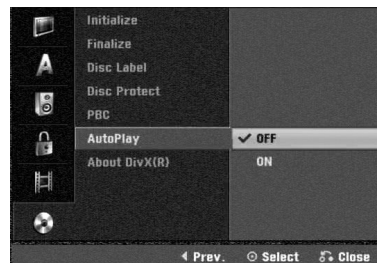 Initialize
Finalize
A
Disc Label
Disc Protect
PBC
AutoPlay
✓ OFF
About DivX(R)
ON
Prev.
Select
Close